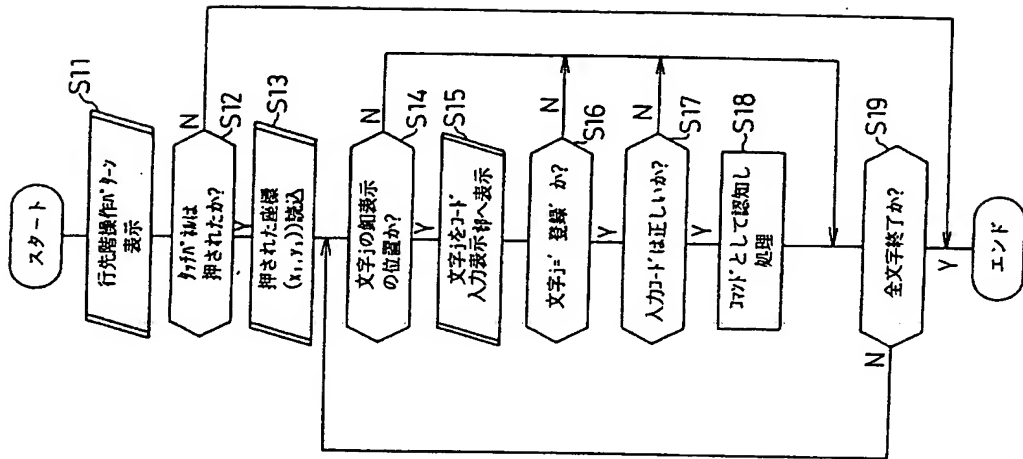 スタート
行先階操作パターン
表示
S11
タッチパネルは
押されたか?
S12
N
Y
押された座標
(x₁,y₁))読込
S13
文字jの釦表示
の位置か?
S14
N
Y
文字jをコード
入力表示部へ表示
S15
文字j=゛登録゛か?
S16
N
Y
入力コードは正しいか?
S17
N
Y
コマンドとして認知し
処理
S18
全文字終了か?
S19
N
Y
エンド